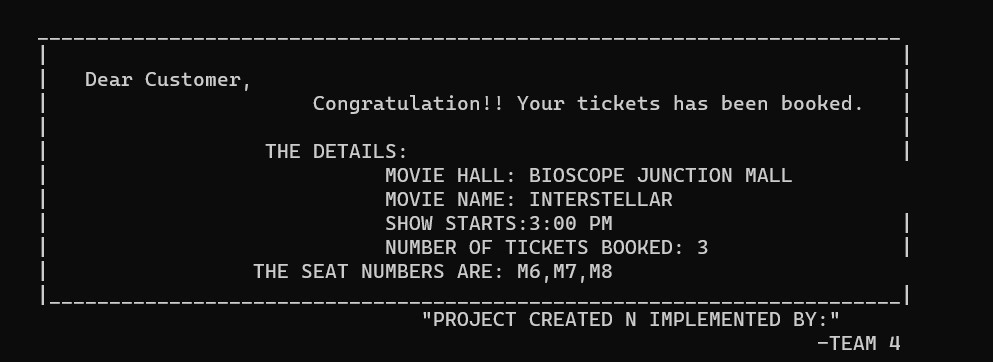 Dear Customer,
Congratulation!! Your tickets has been booked.
THE DETAILS:
MOVIE HALL: BIOSCOPE JUNCTION MALL
MOVIE NAME: INTERSTELLAR
SHOW STARTS:3:00 PM
NUMBER OF TICKETS BOOKED: 3
THE SEAT NUMBERS ARE: M6,M7,M8
"PROJECT CREATED N IMPLEMENTED BY:"
-TEAM 4